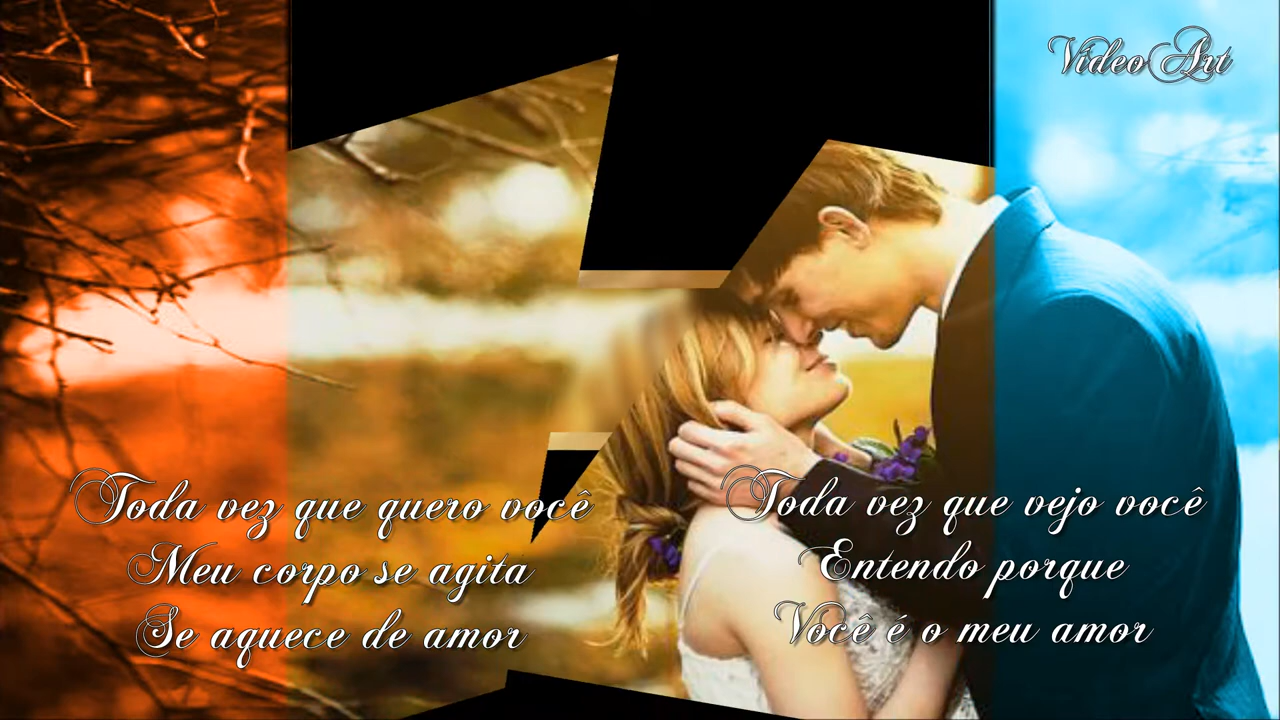 VídeoArt
Toda vez que quero você
Meu corpo se agita
Se aquece de amor
Toda vez que vejo você
Entendo porque
Você é o meu amor